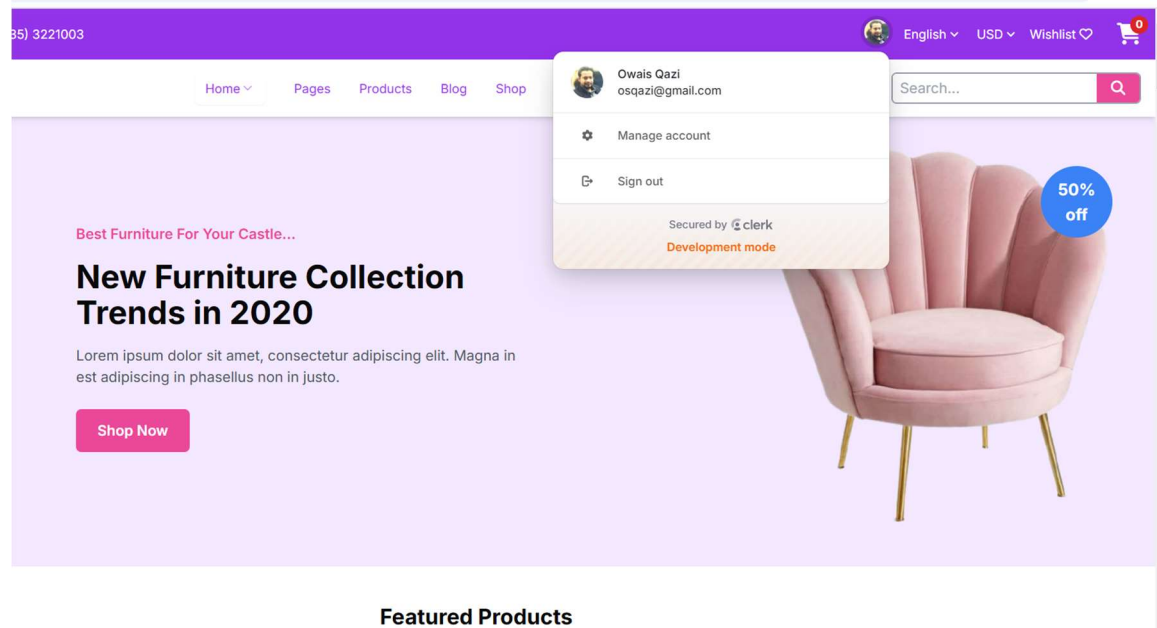 35) 3221003
English
USD
Wishlist
0
Home
Pages
Products
Blog
Shop
Owais Qazi
osqazi@gmail.com
Search...
Manage account
Sign out
Secured by clerk
Development mode
50%
off
Best Furniture For Your Castle...
New Furniture Collection
Trends in 2020
Lorem ipsum dolor sit amet, consectetur adipiscing elit. Magna in
est adipiscing in phasellus non in justo.
Shop Now
Featured Products